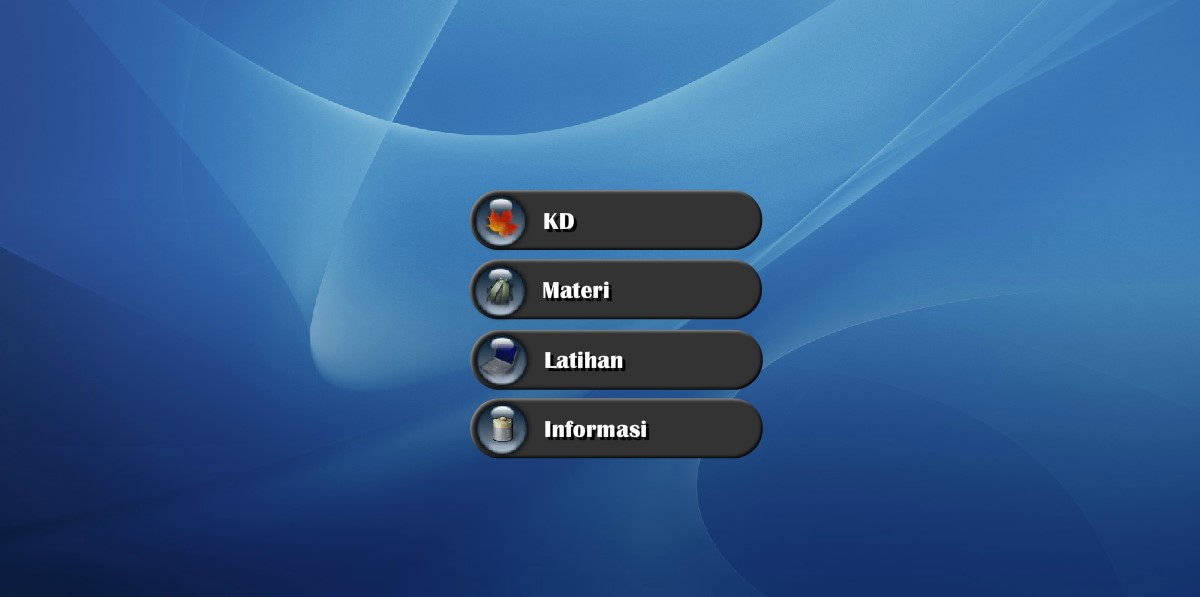 KD
Materi
Latihan
Informasi